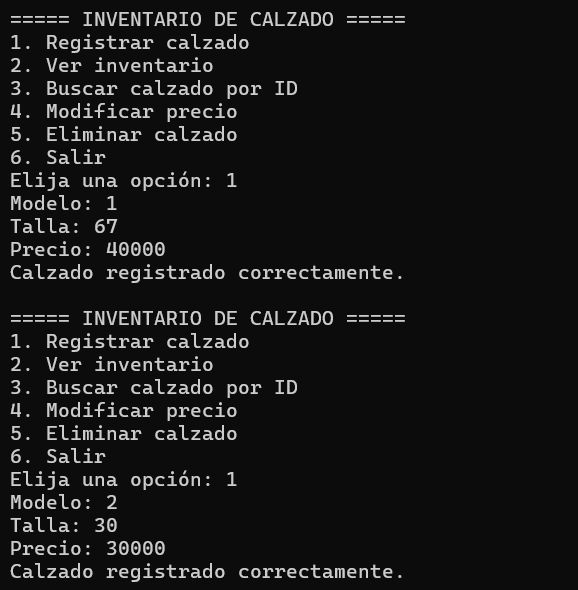 ===== INVENTARIO DE CALZADO =====
1. Registrar calzado
2. Ver inventario
3. Buscar calzado por ID
4. Modificar precio
5. Eliminar calzado
6. Salir
Elija una opción: 1
Modelo: 1
Talla: 67
Precio: 40000
Calzado registrado correctamente.

===== INVENTARIO DE CALZADO =====
1. Registrar calzado
2. Ver inventario
3. Buscar calzado por ID
4. Modificar precio
5. Eliminar calzado
6. Salir
Elija una opción: 1
Modelo: 2
Talla: 30
Precio: 30000
Calzado registrado correctamente.